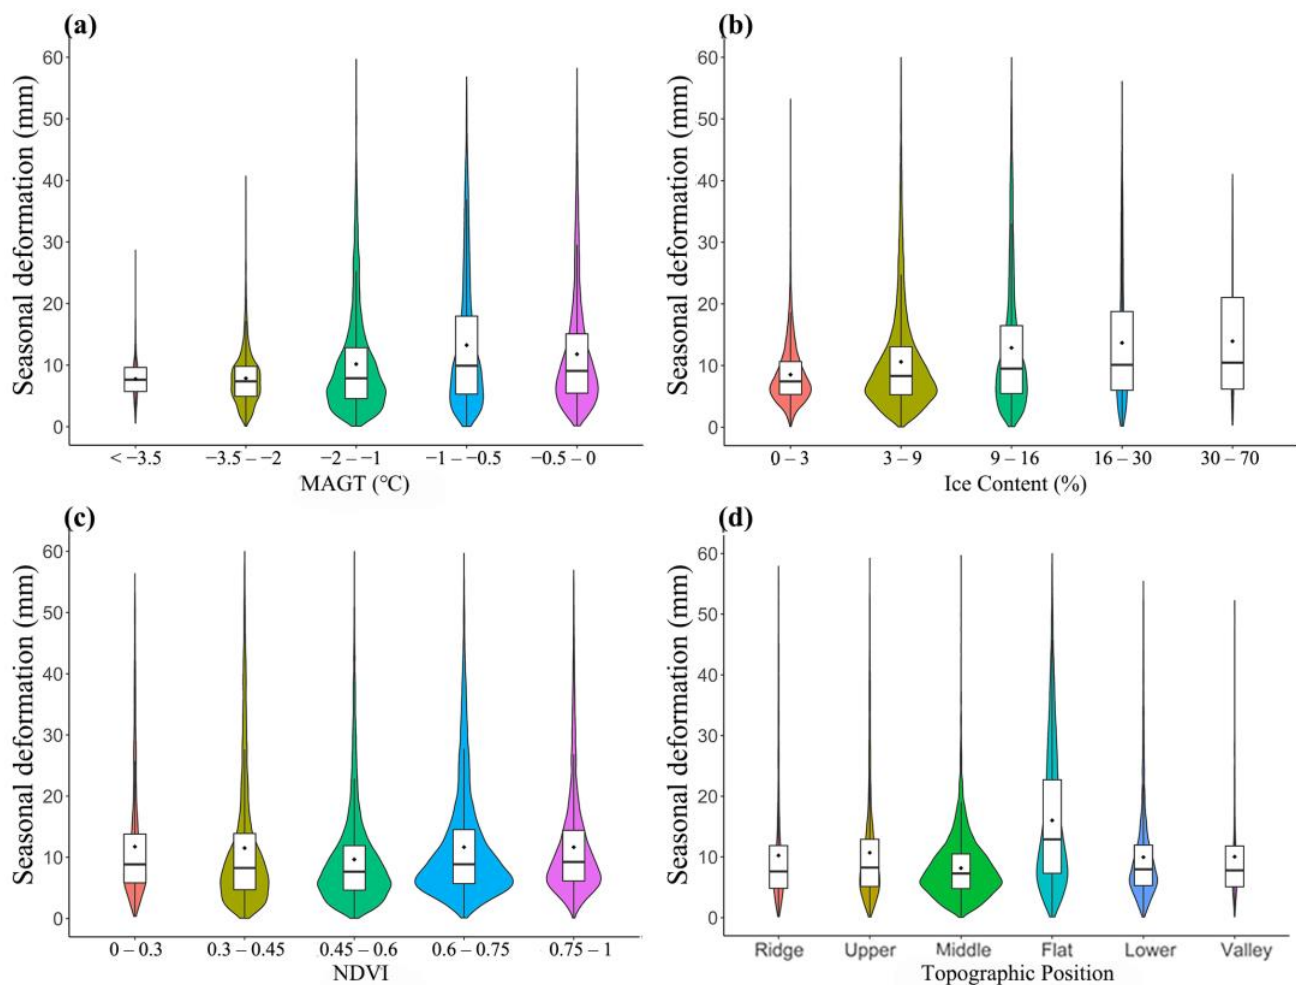 (a)
Seasonal deformation (mm)
60
50
40
30
20
10
0
< −3.5
−3.5 – −2
−2 – −1
−1 – −0.5
−0.5 – 0
MAGT (°C)
(b)
Seasonal deformation (mm)
60
50
40
30
20
10
0
0 – 3
3 – 9
9 – 16
16 – 30
30 – 70
Ice Content (%)
(c)
Seasonal deformation (mm)
60
50
40
30
20
10
0
0 – 0.3
0.3 – 0.45
0.45 – 0.6
0.6 – 0.75
0.75 – 1
NDVI
(d)
Seasonal deformation (mm)
60
50
40
30
20
10
0
Ridge
Upper
Middle
Flat
Lower
Valley
Topographic Position